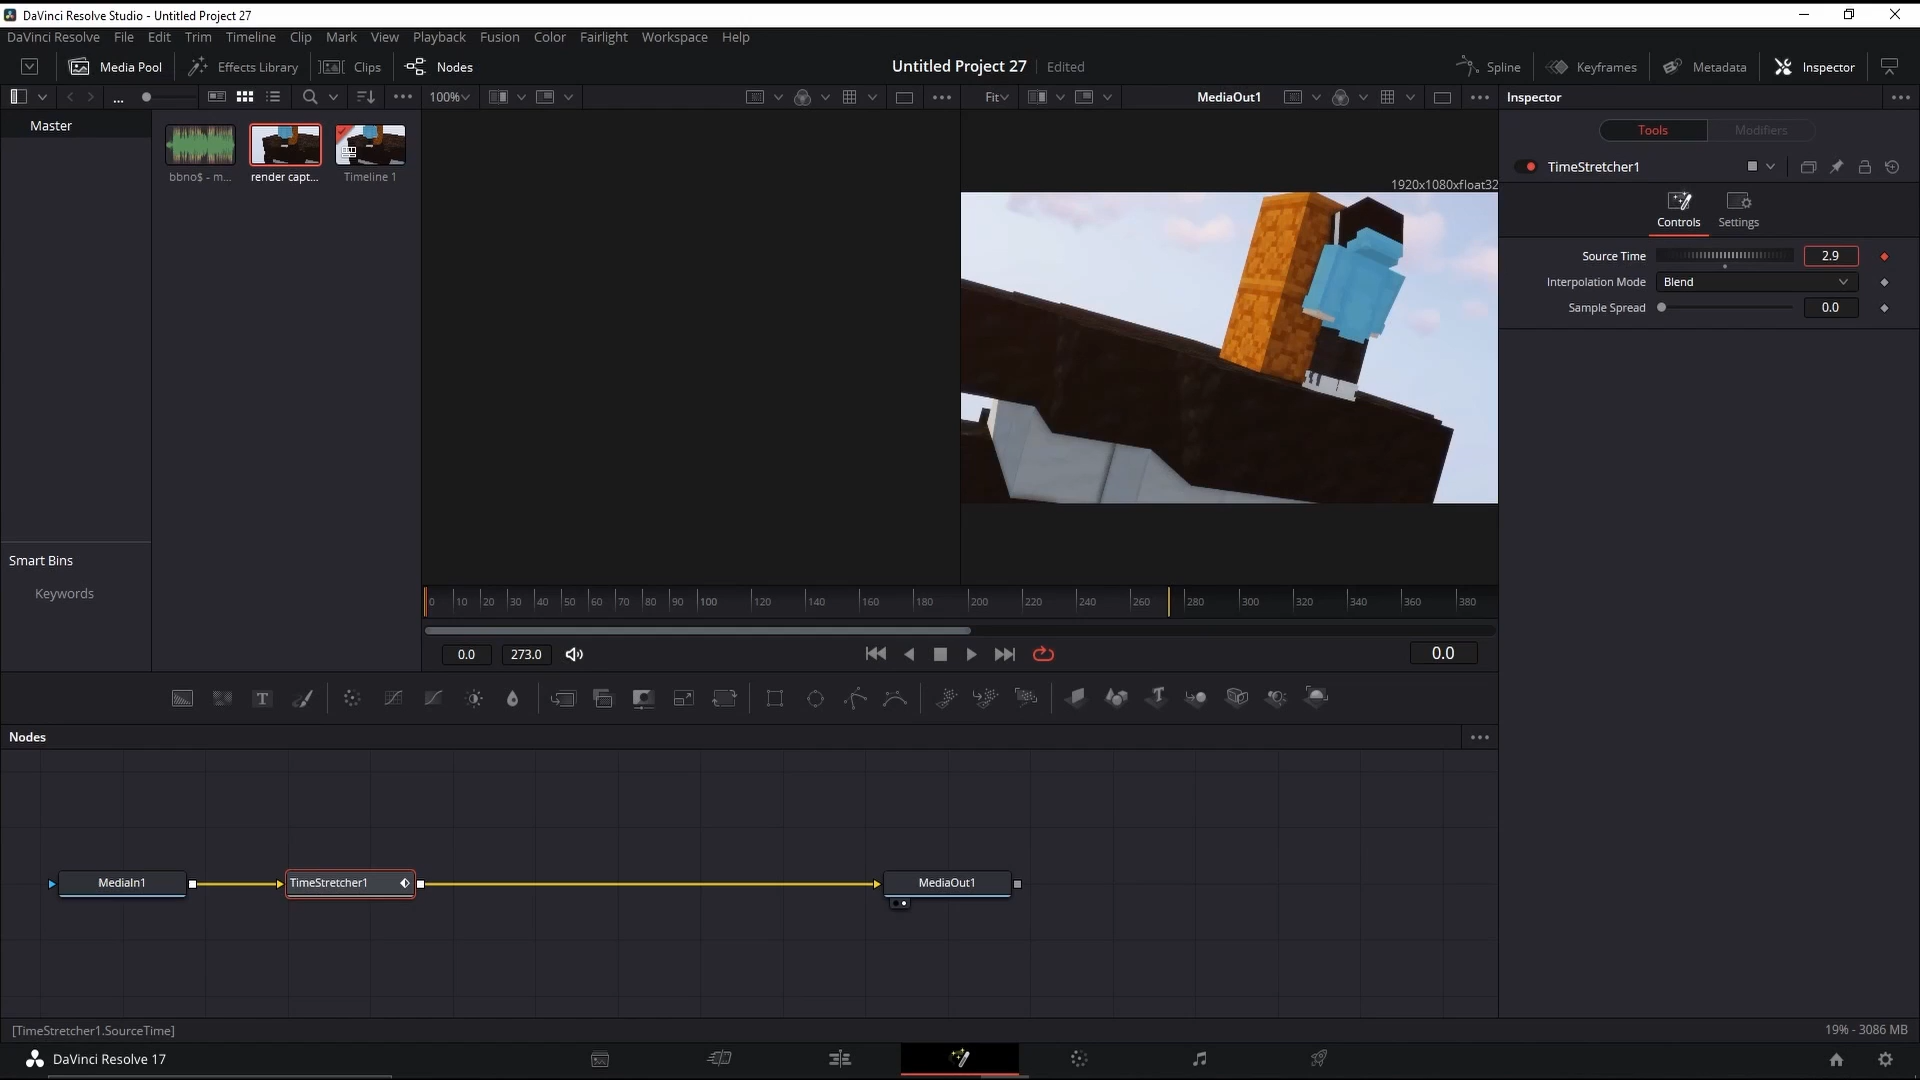 DaVinci Resolve Studio - Untitled Project 27
DaVinci Resolve File Edit Trim Timeline Clip Mark View Playback Fusion Color Fairlight Workspace Help
Media Pool Effects Library Clips Nodes Untitled Project 27 Edited Spline Keyframes Metadata Inspector
100% Fit MediaOut1 Inspector
Master
Tools Modifiers
bbno$ - m... render capt... Timeline 1
TimeStretcher1
1920x1080xfloat32
Controls Settings
Source Time 2.9
Interpolation Mode Blend
Sample Spread 0.0
Smart Bins
Keywords
0 10 20 30 40 50 60 70 80 90 100 120 140 160 180 200 220 240 260 280 300 320 340 360 380
0.0 273.0 0.0
T
Nodes
MediaIn1 TimeStretcher1 MediaOut1
[TimeStretcher1.SourceTime] 19% - 3086 MB
DaVinci Resolve 17